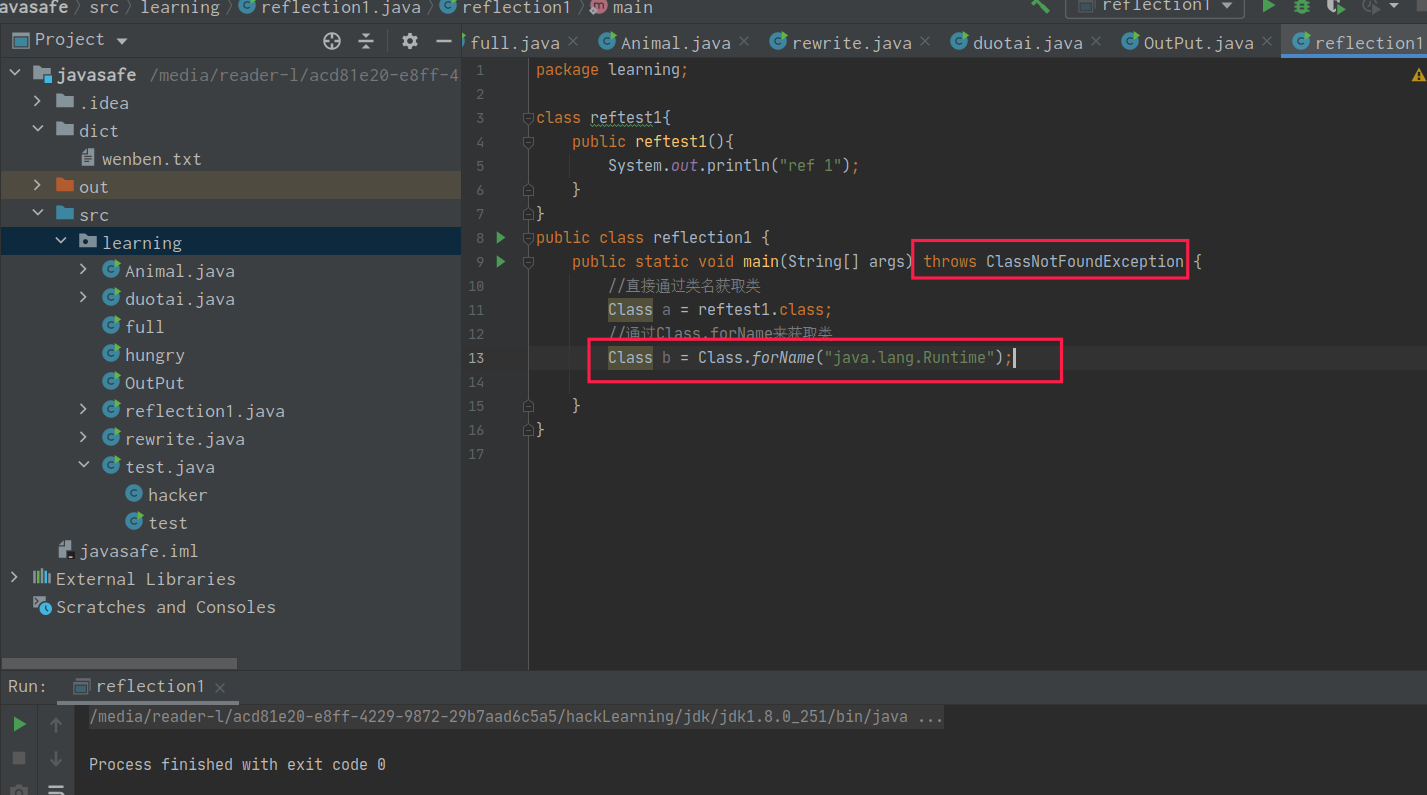 avasafe src learning reflection1.java reflection1 main
reflection1
Project
full.java Animal.java rewrite.java duotai.java OutPut.java reflection1
javasafe /media/reader-l/acd81e20-e8ff-4
.idea
dict
wenben.txt
out
src
learning
Animal.java
duotai.java
full
hungry
OutPut
reflection1.java
rewrite.java
test.java
hacker
test
javasafe.iml
External Libraries
Scratches and Consoles
1 package learning;
2
3 class reftest1{
4 public reftest1(){
5 System.out.println("ref 1");
6 }
7 }
8 public class reflection1 {
9 public static void main(String[] args) throws ClassNotFoundException {
10 //直接通过类名获取类
11 Class a = reftest1.class;
12 //通过Class.forName来获取类
13 Class b = Class.forName("java.lang.Runtime");
14
15 }
16 }
17
Run: reflection1
/media/reader-l/acd81e20-e8ff-4229-9872-29b7aad6c5a5/hackLearning/jdk/jdk1.8.0_251/bin/java ...
Process finished with exit code 0